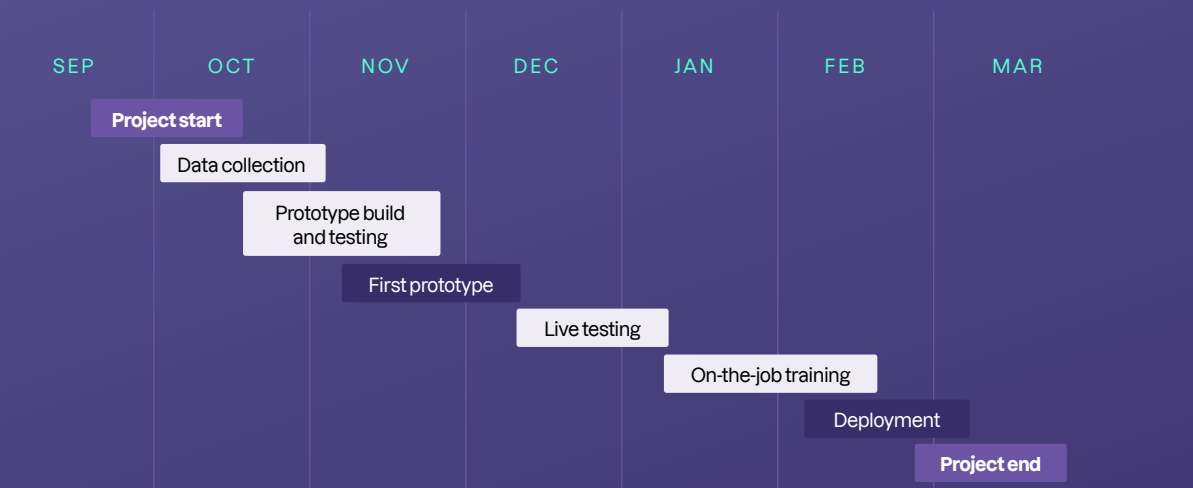 SEP OCT NOV DEC JAN FEB MAR
Project start
Data collection
Prototype build
and testing
First prototype
Live testing
On-the-job training
Deployment
Project end